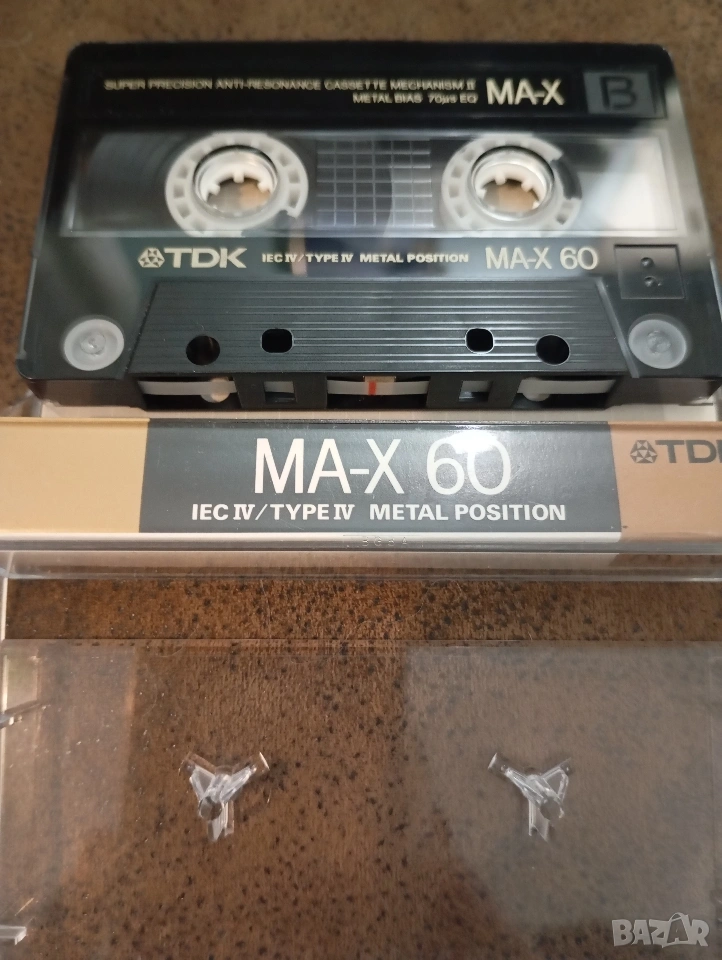 SUPER PRECISION ANTI-RESONANCE CASSETTE MECHANISM II
METAL BIAS 70μs EQ MA-X B
TDK IEC IV/TYPE IV METAL POSITION MA-X 60
MA-X 60
TDK
IEC IV/TYPE IV METAL POSITION
BAZAR